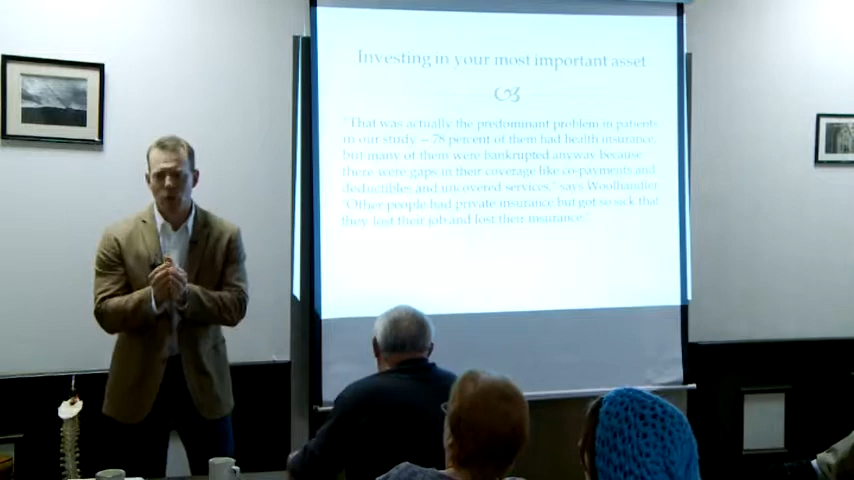 Investing in your most important asset
"That was actually the predominant problem in patients
in our study – 78 percent of them had health insurance,
but many of them were bankrupted anyway because
there were gaps in their coverage like co-payments and
deductibles and uncovered services," says Woolhandler.
"Other people had private insurance but got so sick that
they lost their job and lost their insurance."